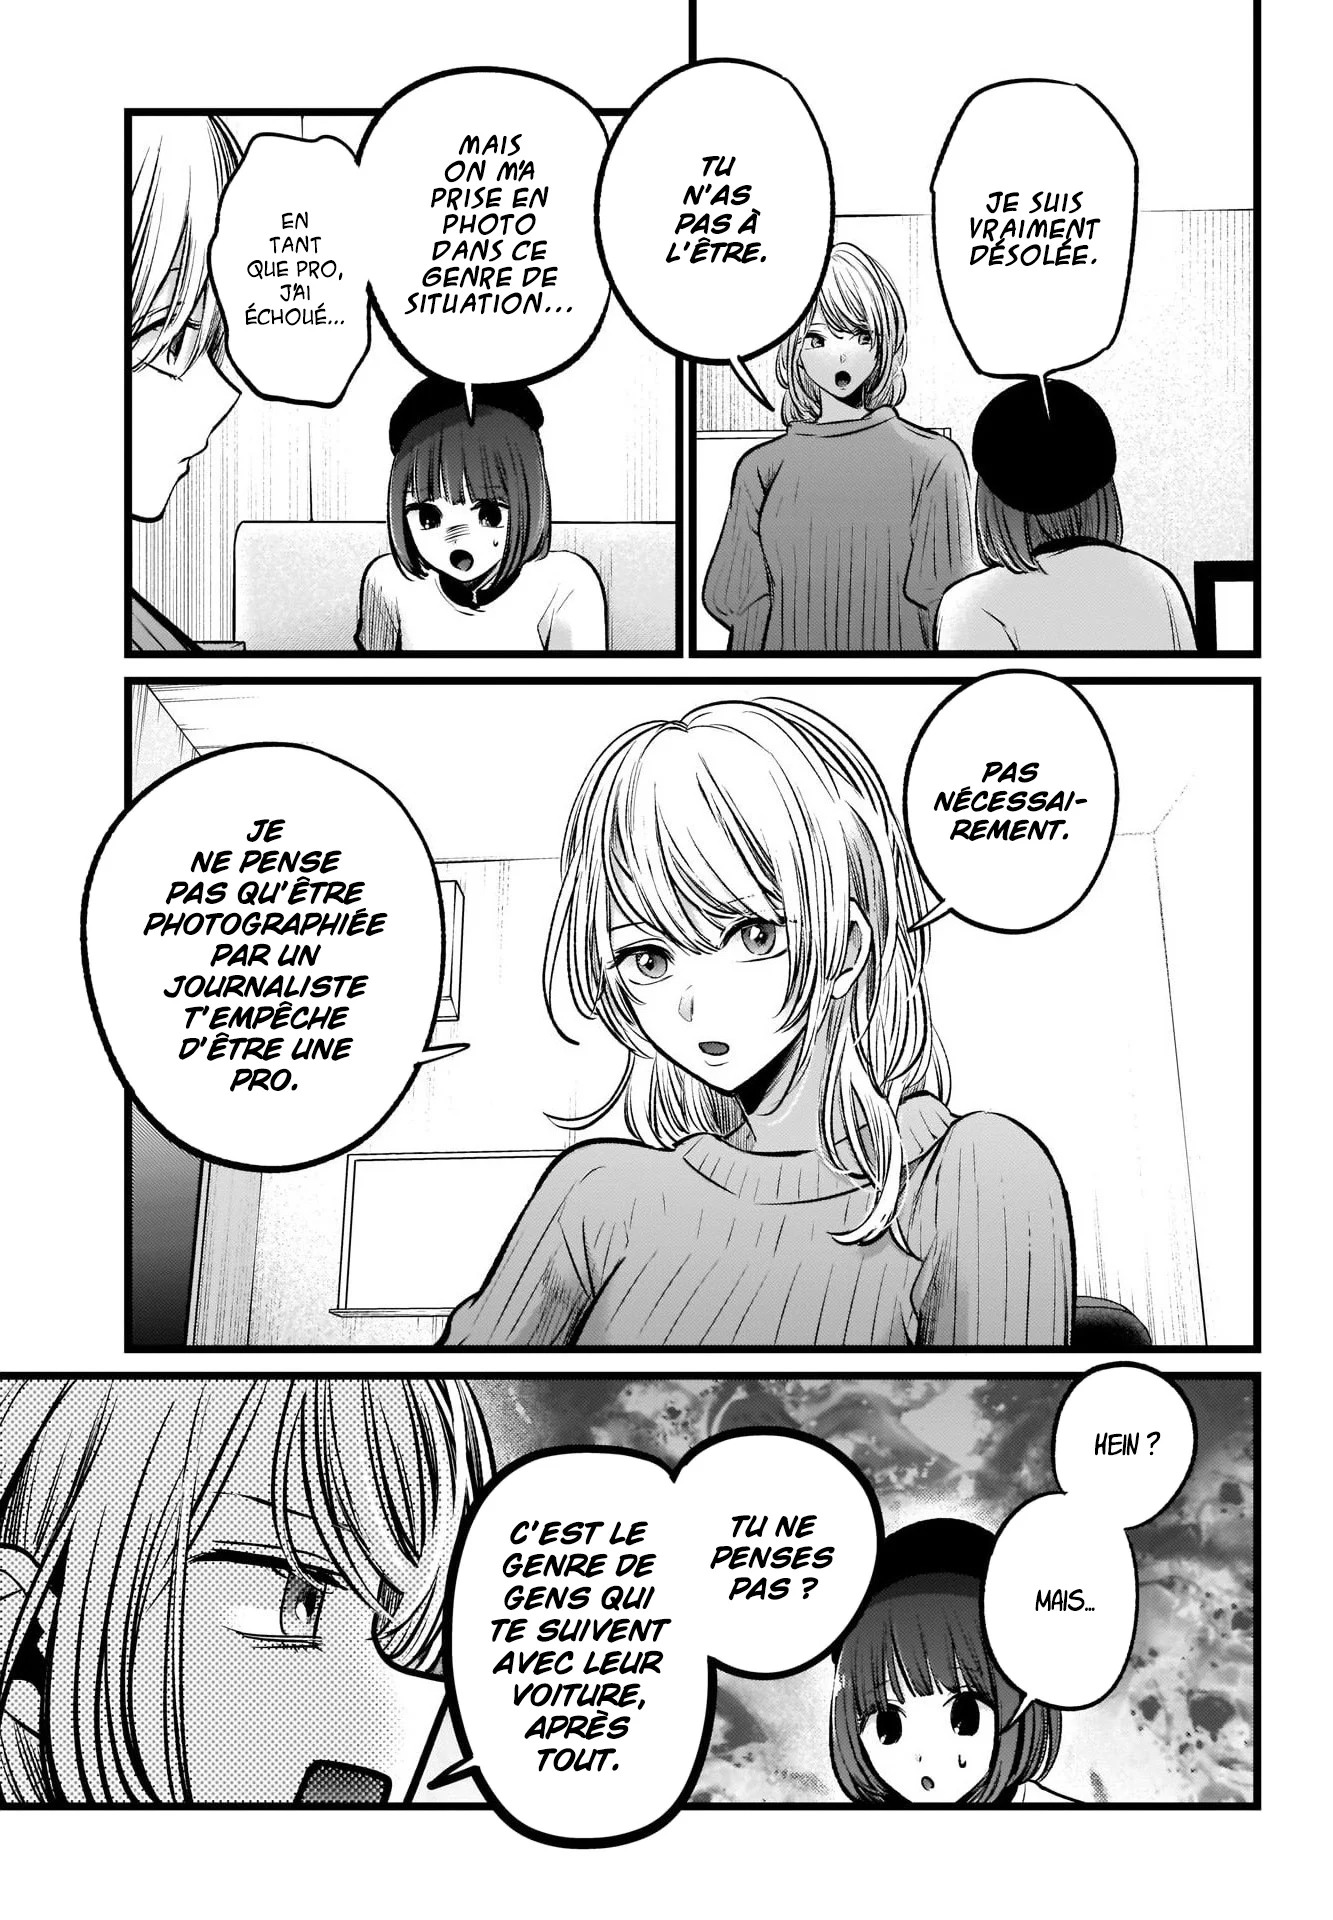 JE SUIS
VRAIMENT
DÉSOLÉE.
TU
N'AS
PAS À
L'ÊTRE.
MAIS
ON M'A
PRISE EN
PHOTO
DANS CE
GENRE DE
SITUATION...
EN
TANT
QUE PRO,
J'AI
ÉCHOUÉ...
PAS
NÉCESSAI-
REMENT.
JE
NE PENSE
PAS QU'ÊTRE
PHOTOGRAPHIÉE
PAR UN
JOURNALISTE
T'EMPÊCHE
D'ÊTRE UNE
PRO.
HEIN ?
MAIS...
TU NE
PENSES
PAS ?
C'EST LE
GENRE DE
GENS QUI
TE SUIVENT
AVEC LEUR
VOITURE,
APRÈS
TOUT.